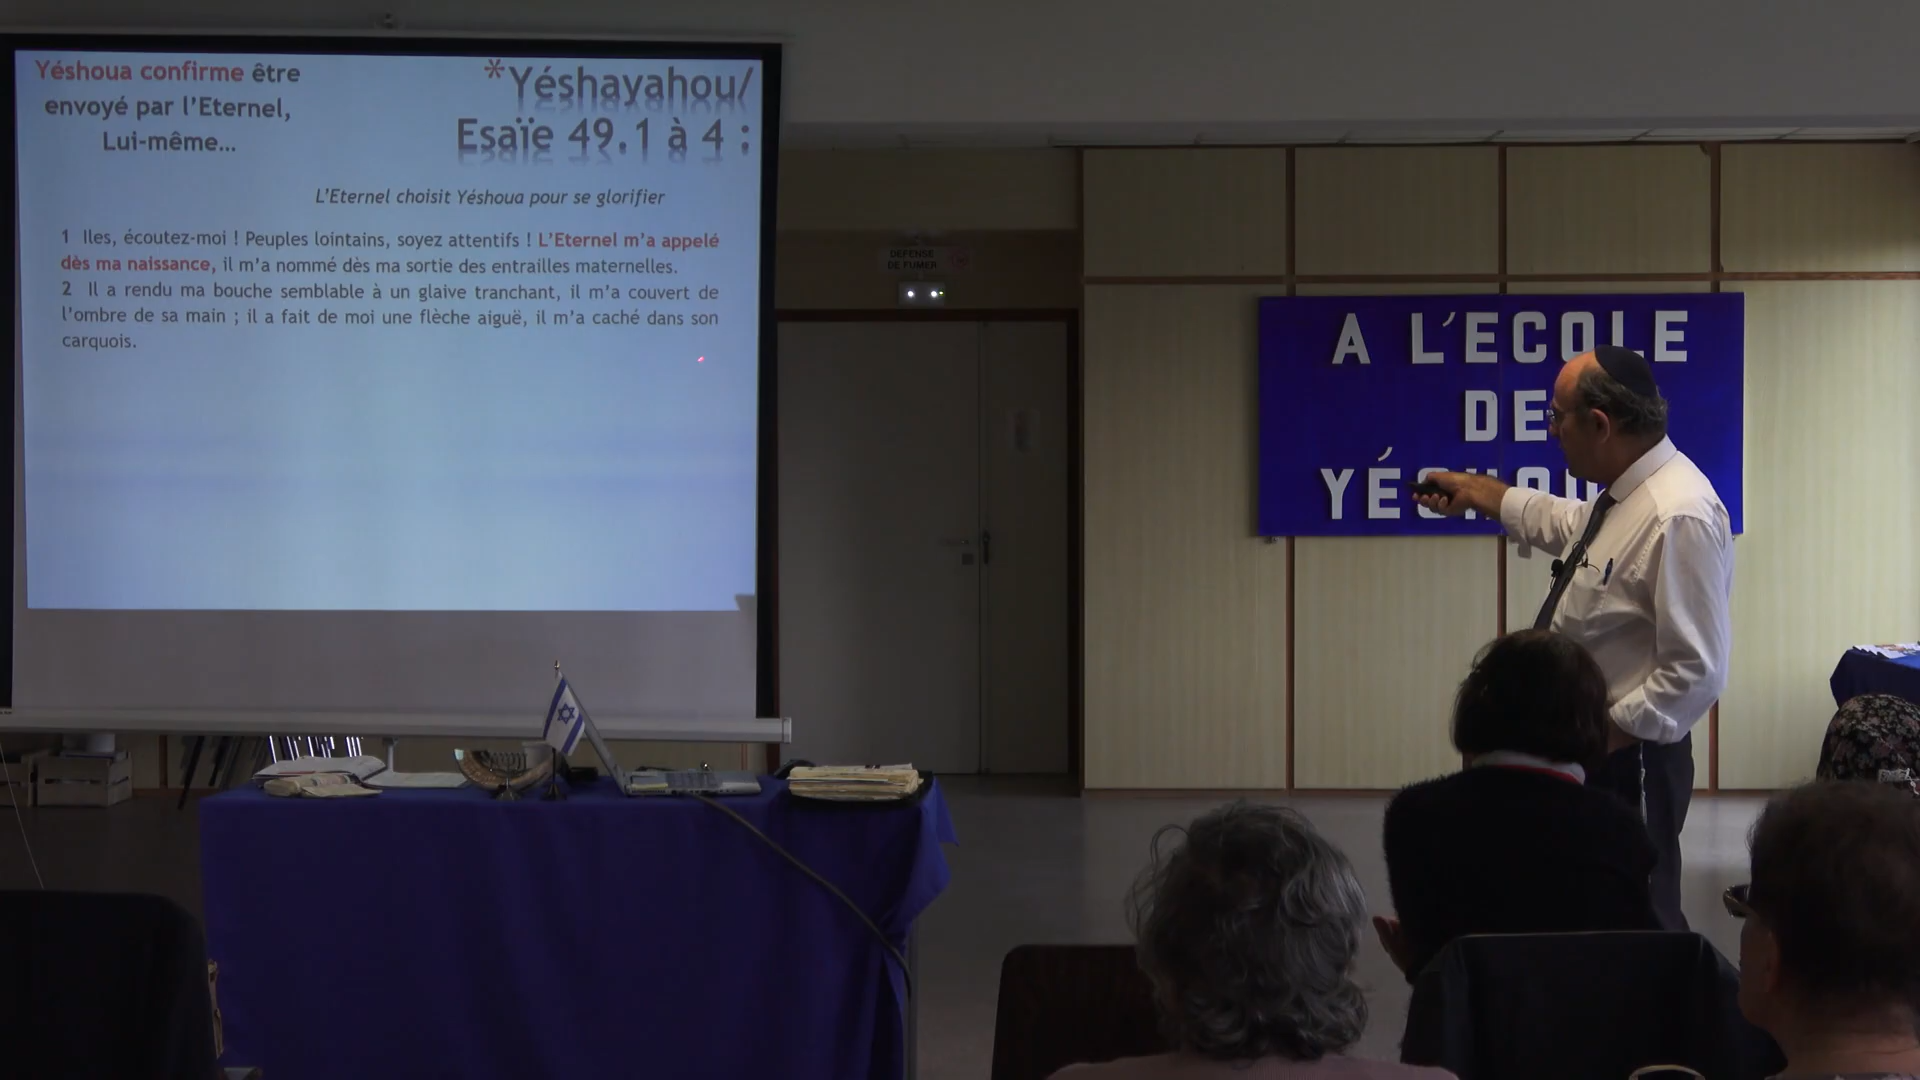 Yéshoua confirme être
envoyé par l'Eternel,
Lui-même...
*Yéshayahou/
Esaïe 49.1 à 4 :
L'Eternel choisit Yéshoua pour se glorifier
1 Iles, écoutez-moi ! Peuples lointains, soyez attentifs ! L'Eternel m'a appelé
dès ma naissance, il m'a nommé dès ma sortie des entrailles maternelles.
2 Il a rendu ma bouche semblable à un glaive tranchant, il m'a couvert de
l'ombre de sa main ; il a fait de moi une flèche aiguë, il m'a caché dans son
carquois.
DEFENSE
DE FUMER
A L'ECOLE
DE